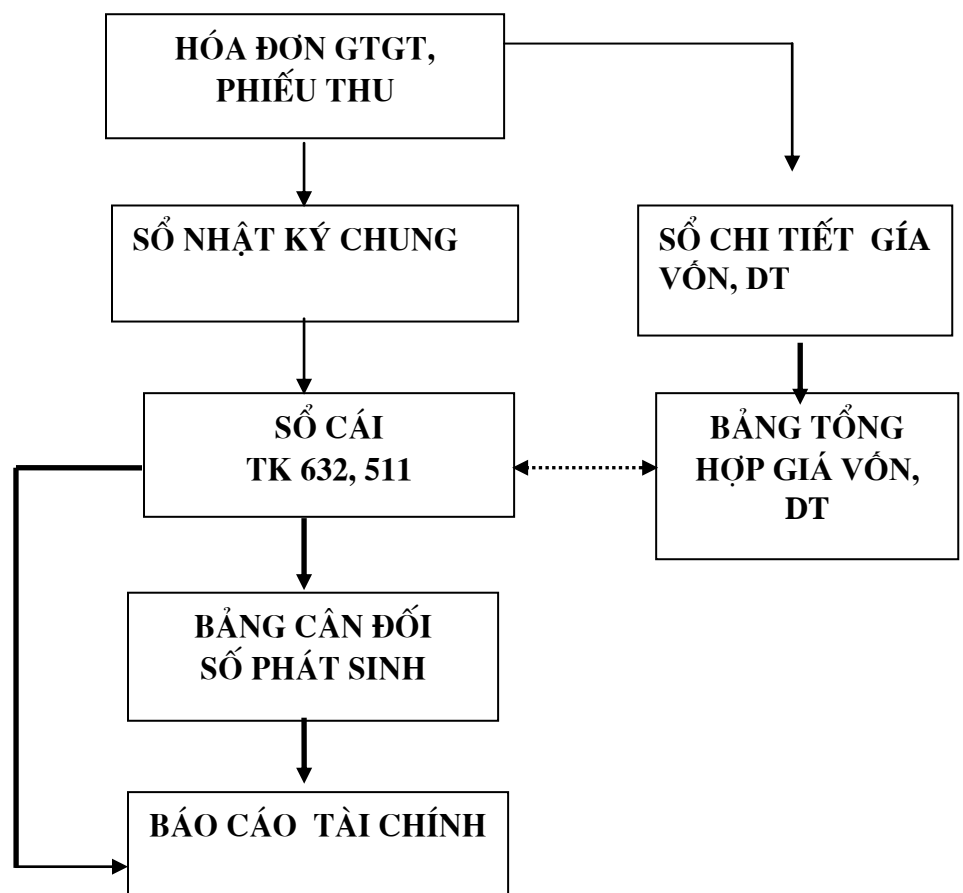 HÓA ĐƠN GTGT,
PHIẾU THU
SỔ NHẬT KÝ CHUNG
SỔ CHI TIẾT GÍA
VỐN, DT
SỔ CÁI
TK 632, 511
BẢNG TỔNG
HỢP GIÁ VỐN,
DT
BẢNG CÂN ĐỐI
SỐ PHÁT SINH
BÁO CÁO TÀI CHÍNH